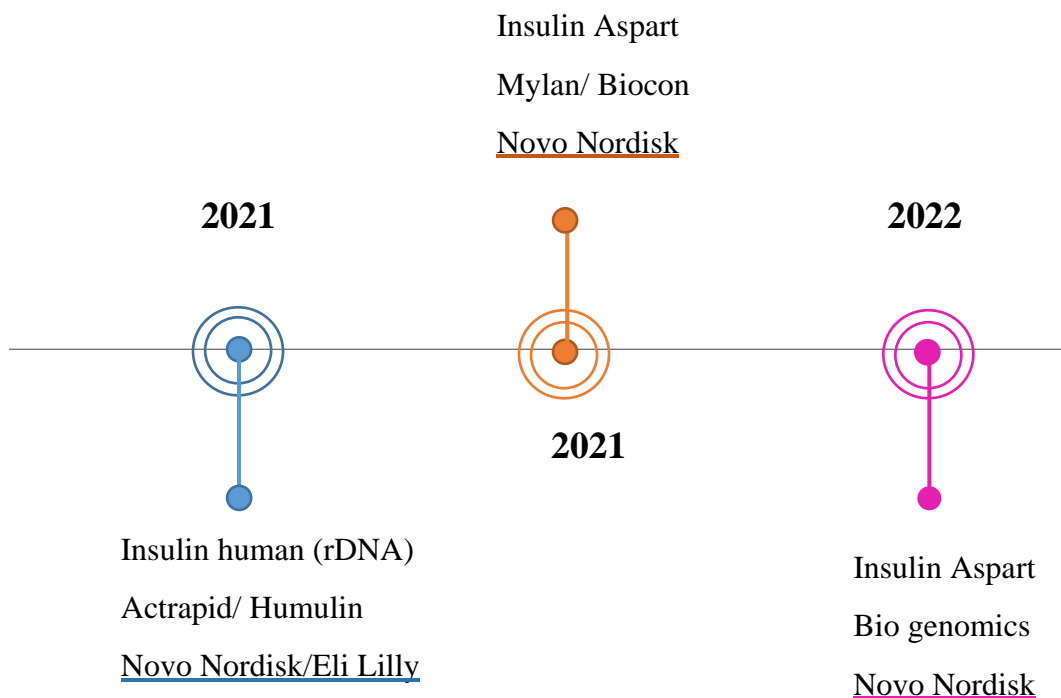 Insulin Aspart
Mylan/ Biocon
Novo Nordisk
2021
2022
2021
Insulin human (rDNA)
Actrapid/ Humulin
Novo Nordisk/Eli Lilly
Insulin Aspart
Bio genomics
Novo Nordisk